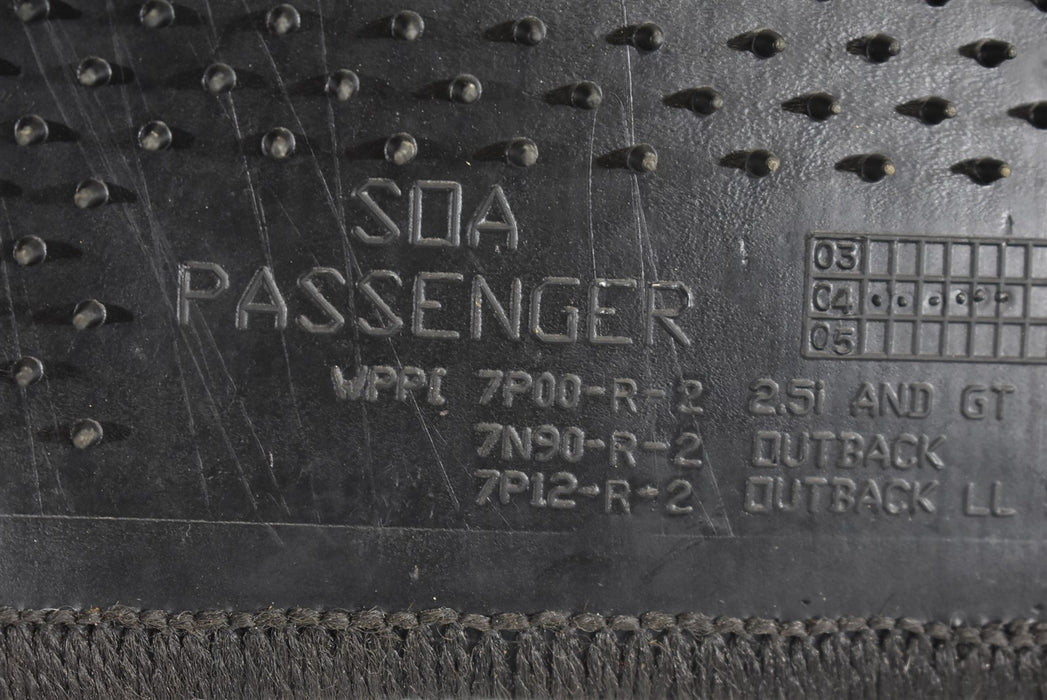 SOA
PASSENGER
WPPI 7P00-R-2 2.5i AND GT
7N90-R-2 OUTBACK
7P12-R-2 OUTBACK LL
03
04
05